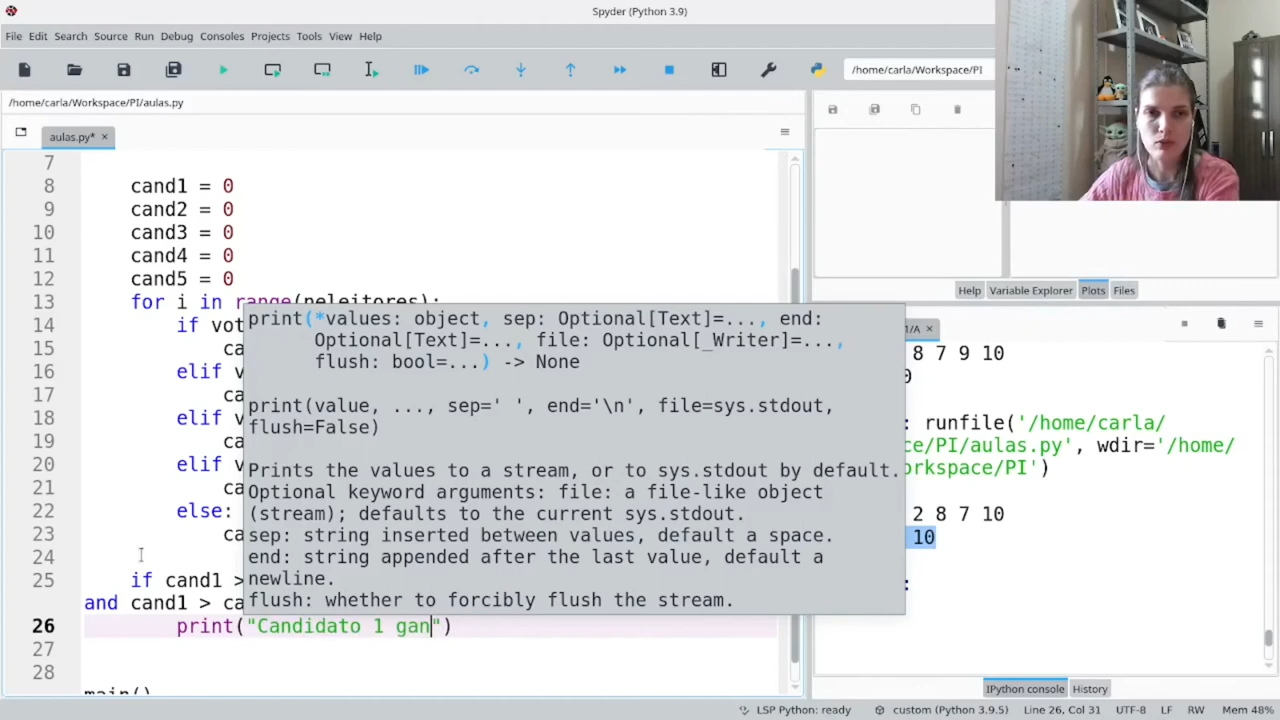 Spyder (Python 3.9)
File Edit Search Source Run Debug Consoles Projects Tools View Help
/home/carla/Workspace/PI
/home/carla/Workspace/PI/aulas.py
aulas.py*
7
8 cand1 = 0
9 cand2 = 0
10 cand3 = 0
11 cand4 = 0
12 cand5 = 0
13 for i in range(neleitores):
14 if vot
15 ca
16 elif v
17 ca
18 elif v
19 ca
20 elif v
21 ca
22 else:
23 ca
24
25 if cand1 >
and cand1 > ca
26 print("Candidato 1 gan")
27
28
main()
print(*values: object, sep: Optional[Text]=..., end:
Optional[Text]=..., file: Optional[_Writer]=...,
flush: bool=...) -> None
print(value, ..., sep=' ', end='\n', file=sys.stdout,
flush=False)
Prints the values to a stream, or to sys.stdout by default.
Optional keyword arguments: file: a file-like object
(stream); defaults to the current sys.stdout.
sep: string inserted between values, default a space.
end: string appended after the last value, default a
newline.
flush: whether to forcibly flush the stream.
Help Variable Explorer Plots Files
1/A
8 7 9 10
0
: runfile('/home/carla/
ce/PI/aulas.py', wdir='/home/
orkspace/PI')
2 8 7 10
10
:
IPython console History
LSP Python: ready custom (Python 3.9.5) Line 26, Col 31 UTF-8 LF RW Mem 48%